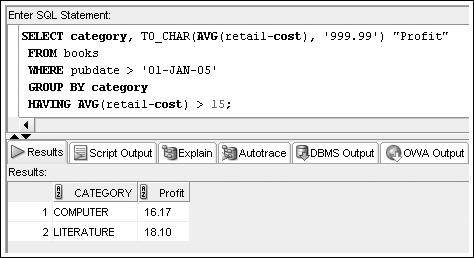 Enter SQL Statement:
SELECT category, TO_CHAR(AVG(retail-cost), '999.99') "Profit"
FROM books
WHERE pubdate > '01-JAN-05'
GROUP BY category
HAVING AVG(retail-cost) > 15;
Results Script Output Explain Autotrace DBMS Output OWA Output
Results:
CATEGORY Profit
1 COMPUTER 16.17
2 LITERATURE 18.10